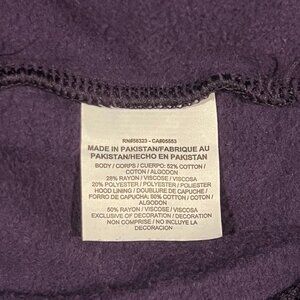 RN#56323 - CA#05553
MADE IN PAKISTAN/FABRIQUE AU
PAKISTAN/HECHO EN PAKISTAN
BODY / CORPS / CUERPO: 52% COTTON /
COTON / ALGODON
28% RAYON / VISCOSE / VISCOSA
20% POLYESTER / POLYESTER / POLIESTER
HOOD LINING / DOUBLURE DE CAPUCHE /
FORRO DE CAPUCHA: 50% COTTON / COTON /
ALGODON
50% RAYON / VISCOSE / VISCOSA
EXCLUSIVE OF DECORATION / DECORATION
NON COMPRISE / NO INCLUYE LA
DECORACION